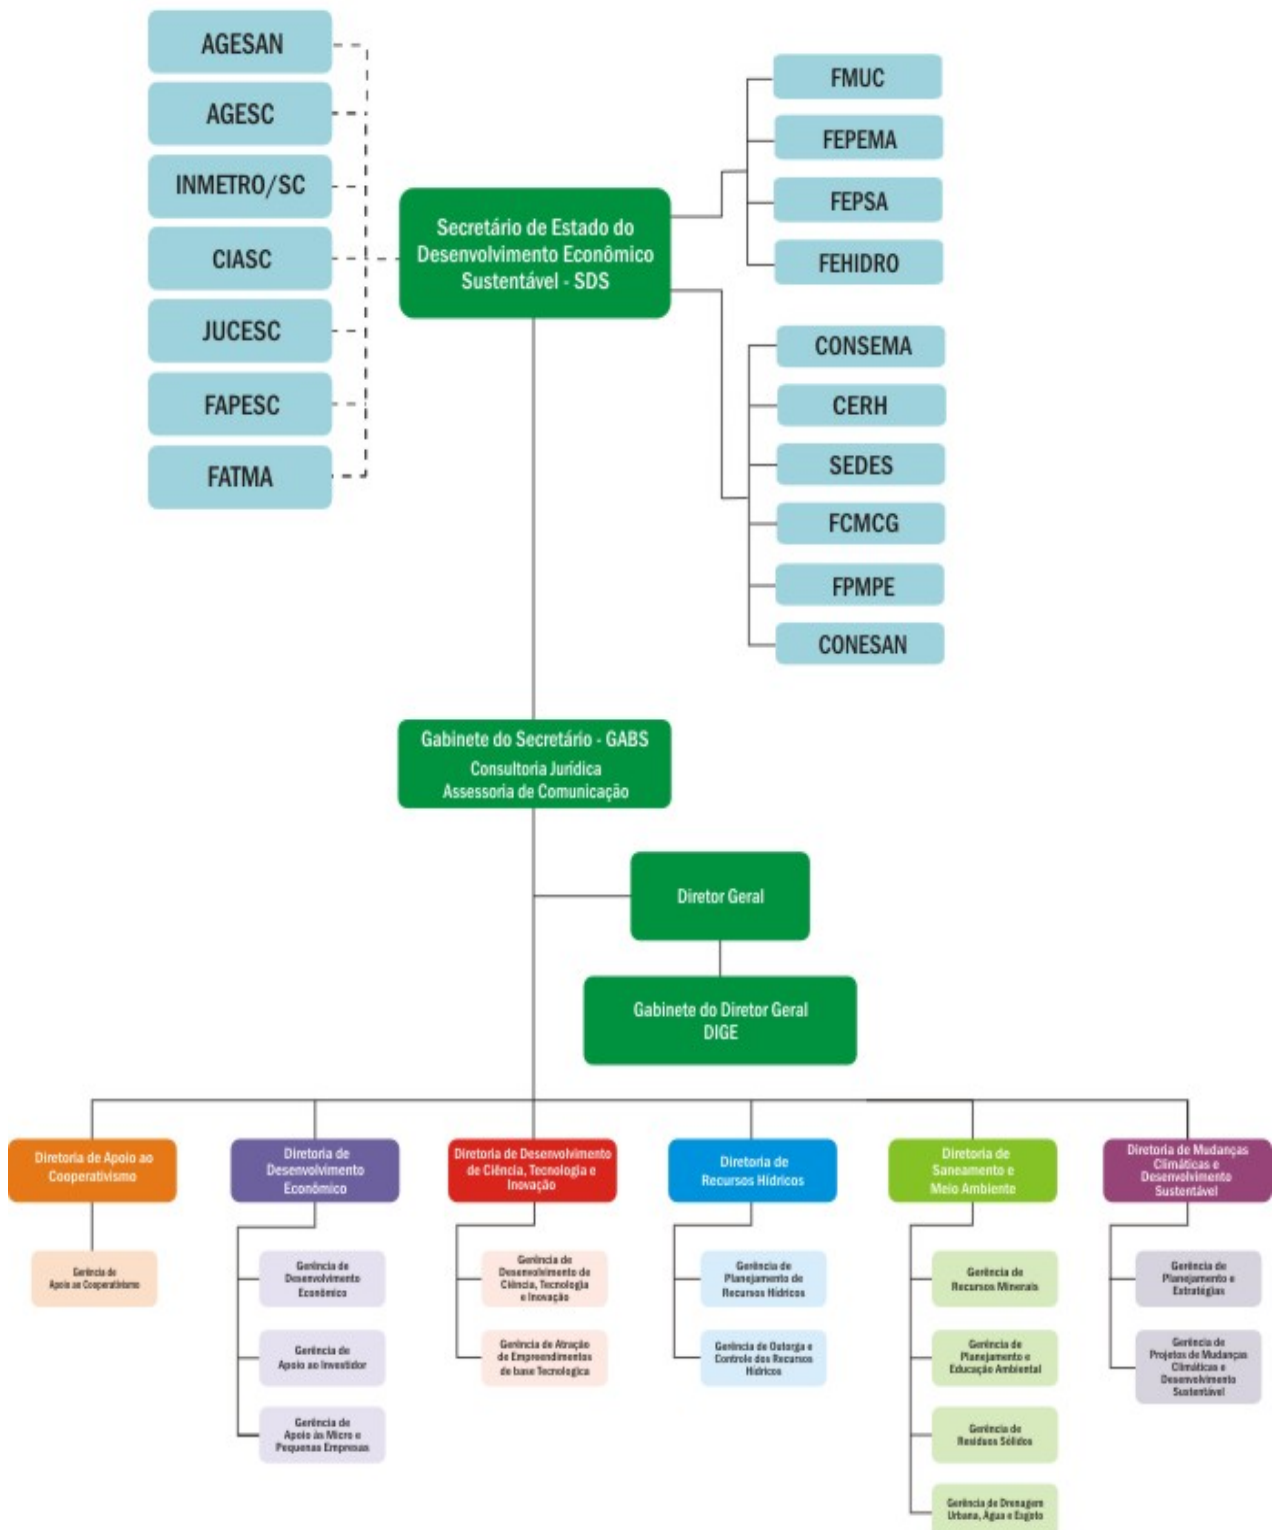 AGESAN
AGESC
INMETRO/SC
CIASC
JUCESC
FAPESC
FATMA
Secretário de Estado do
Desenvolvimento Econômico
Sustentável - SDS
FMUC
FEPEMA
FEPSA
FEHIDRO
CONSEMA
CERH
SEDES
FCMCG
FPMPE
CONESAN
Gabinete do Secretário - GABS
Consultoria Jurídica
Assessoria de Comunicação
Diretor Geral
Gabinete do Diretor Geral
DIGE
Diretoria de Apoio ao
Cooperativismo
Gerência de
Apoio ao Cooperativismo
Diretoria de
Desenvolvimento
Econômico
Gerência de
Desenvolvimento
Econômico
Gerência de
Apoio ao Investidor
Gerência de
Apoio às Micro e
Pequenas Empresas
Diretoria de Desenvolvimento
de Ciência, Tecnologia e
Inovação
Gerência de
Desenvolvimento de
Ciência, Tecnologia
e Inovação
Gerência de Atração
de Empreendimentos
de base Tecnologica
Diretoria de
Recursos Hídricos
Gerência de
Planejamento de
Recursos Hídricos
Gerência de Outorga e
Controle dos Recursos
Hídricos
Diretoria de
Saneamento e
Meio Ambiente
Gerência de
Recursos Minerais
Gerência de
Planejamento e
Educação Ambiental
Gerência de
Resíduos Sólidos
Gerência de Drenagem
Urbana, Água e Esgoto
Diretoria de Mudanças
Climáticas e
Desenvolvimento
Sustentável
Gerência de
Planejamento e
Estratégias
Gerência de
Projetos de Mudanças
Climáticas e
Desenvolvimento
Sustentável